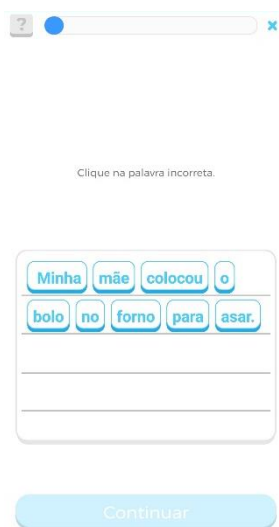 ?
×
Clique na palavra incorreta.
Minha mãe colocou o
bolo no forno para asar.
Continuar